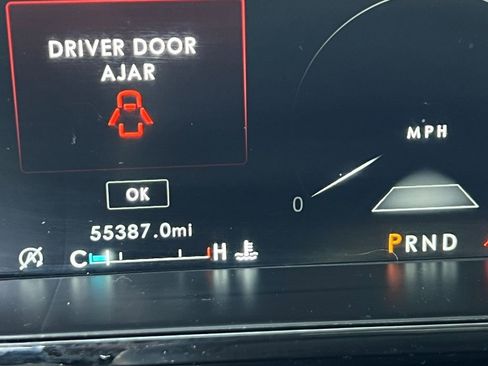 DRIVER DOOR
AJAR
MPH
OK
0
55387.0mi
PRND
C H